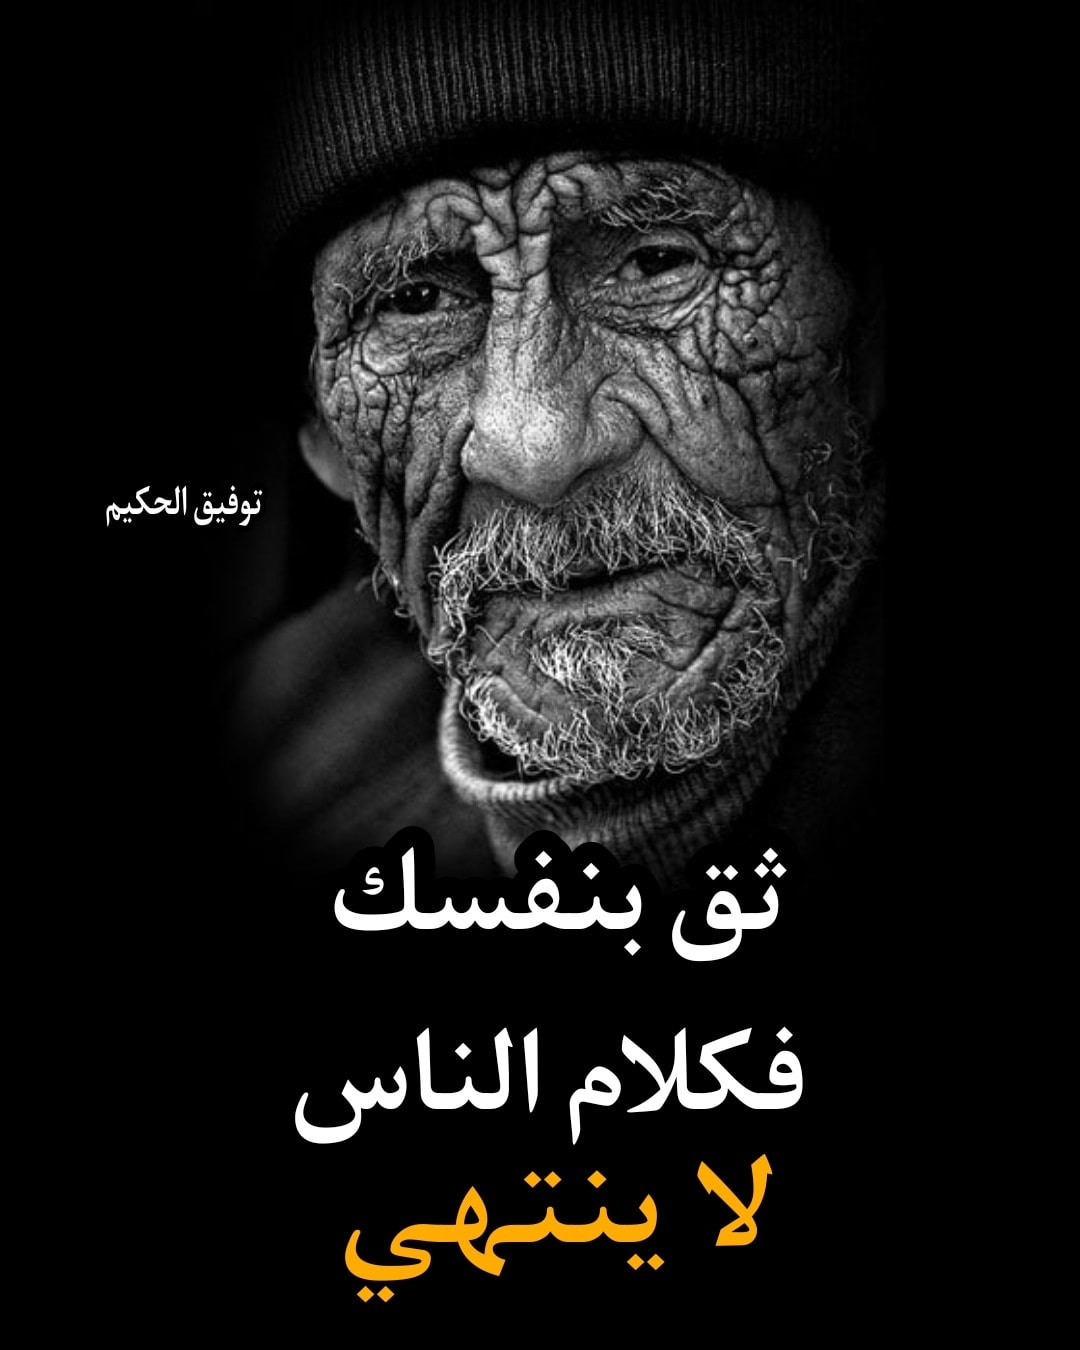 توفيق الحكيم
ثق بنفسك
فكلام الناس
لا ينتهي